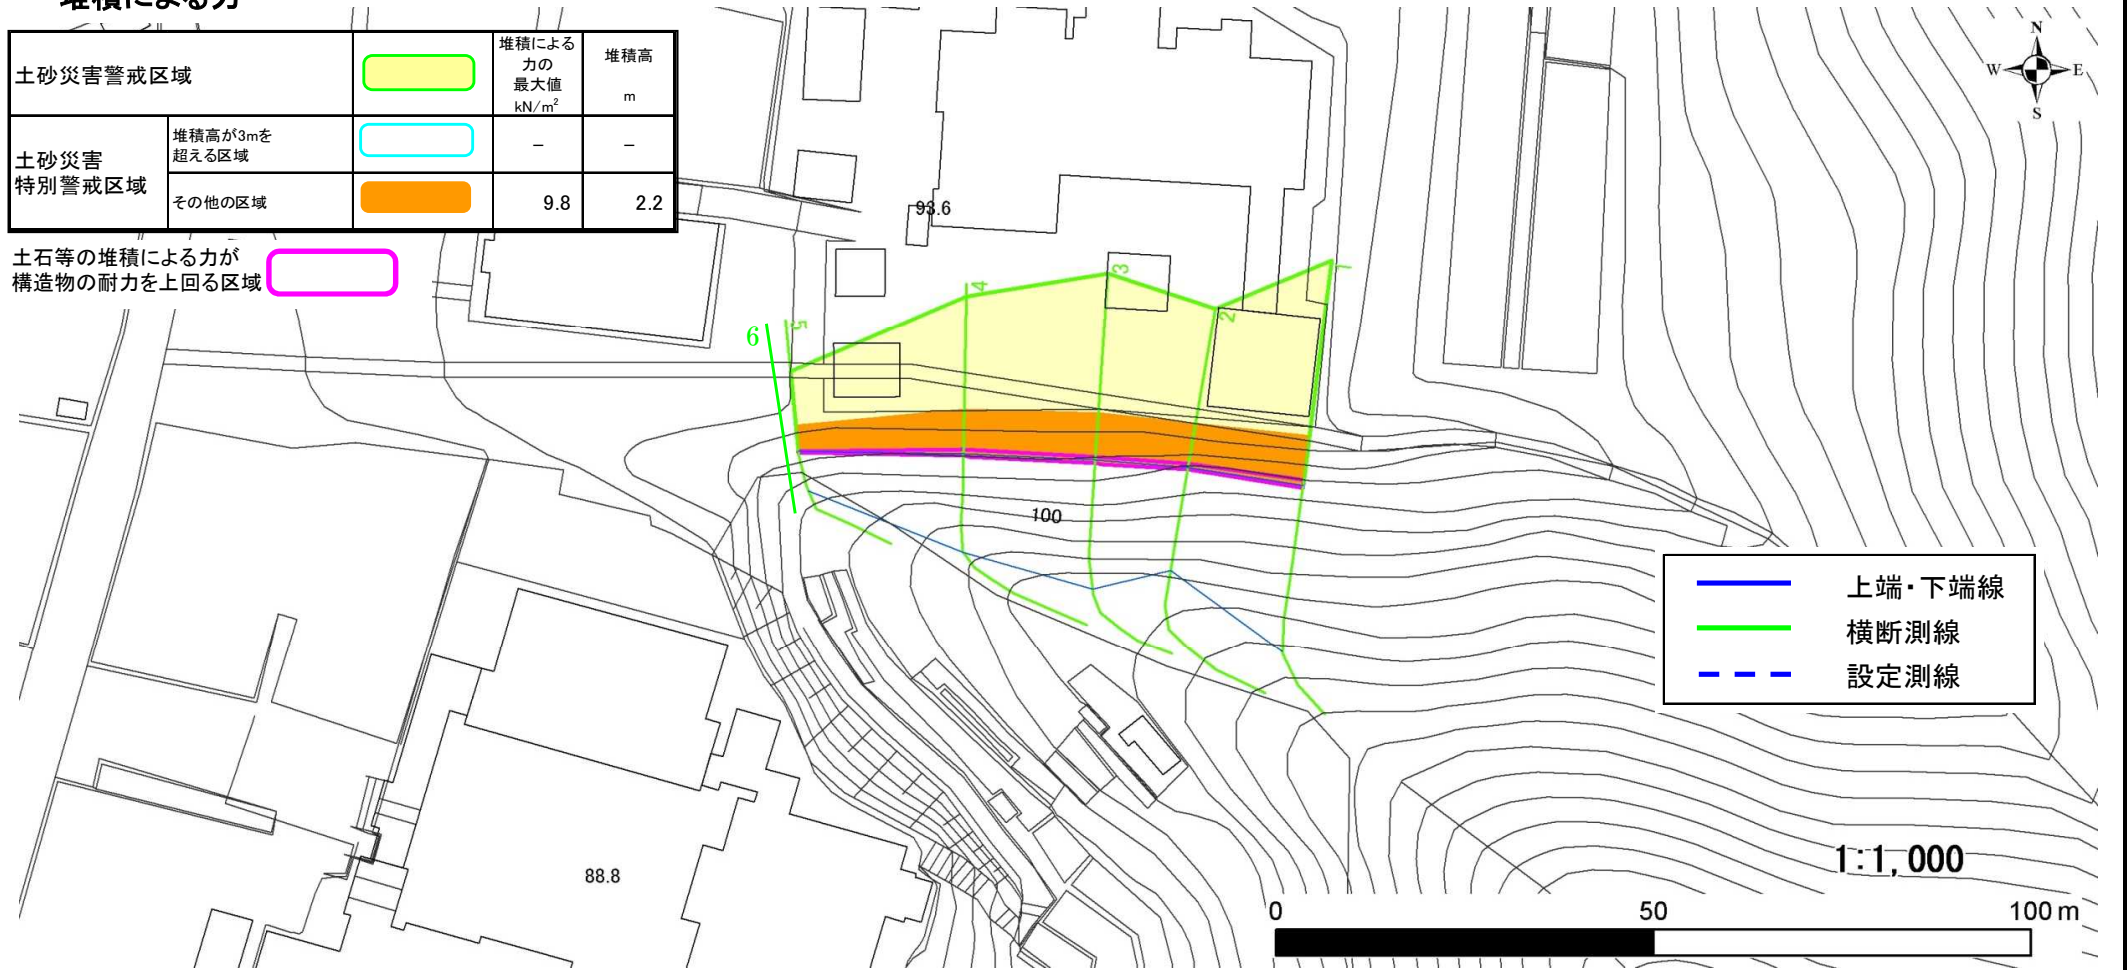 堆積による力
土砂災害警戒区域
堆積による
力の
最大値
kN/m²
堆積高
m
土砂災害
特別警戒区域
堆積高が3mを
超える区域
－
－
その他の区域
9.8
2.2
土石等の堆積による力が
構造物の耐力を上回る区域
N
W
E
S
93.6
1
2
3
4
5
6
100
88.8
上端・下端線
横断測線
設定測線
1:1,000
0
50
100 m